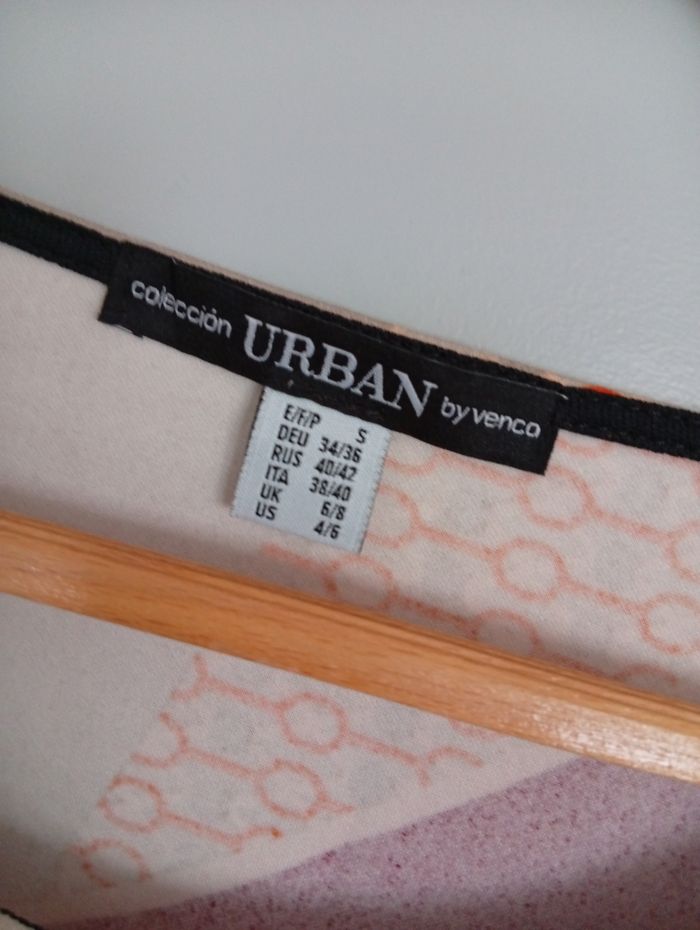 colección URBAN by venca
E/F/P S
DEU 34/36
RUS 40/42
ITA 38/40
UK 6/8
US 4/6